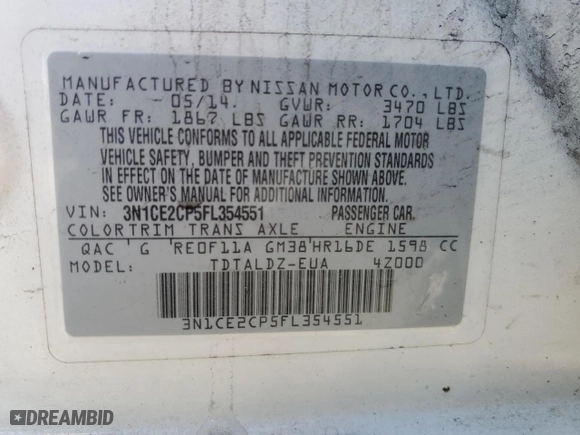 MANUFACTURED BY NISSAN MOTOR CO., LTD.
DATE: 05/14. GVWR: 3470 LBS
GAWR FR: 1867 LBS GAWR RR: 1704 LBS
THIS VEHICLE CONFORMS TO ALL APPLICABLE FEDERAL MOTOR
VEHICLE SAFETY, BUMPER AND THEFT PREVENTION STANDARDS
IN EFFECT ON THE DATE OF MANUFACTURE SHOWN ABOVE.
SEE OWNER'S MANUAL FOR ADDITIONAL INFORMATION.
VIN: 3N1CE2CP5FL354551 PASSENGER CAR.
COLOR TRIM TRANS AXLE ENGINE
QAC ' G RE0F11A GM38 'HR16DE 1598 CC
MODEL: TDTALDZ-EUA 4Z000
3N1CE2CP5FL354551
DREAMBID